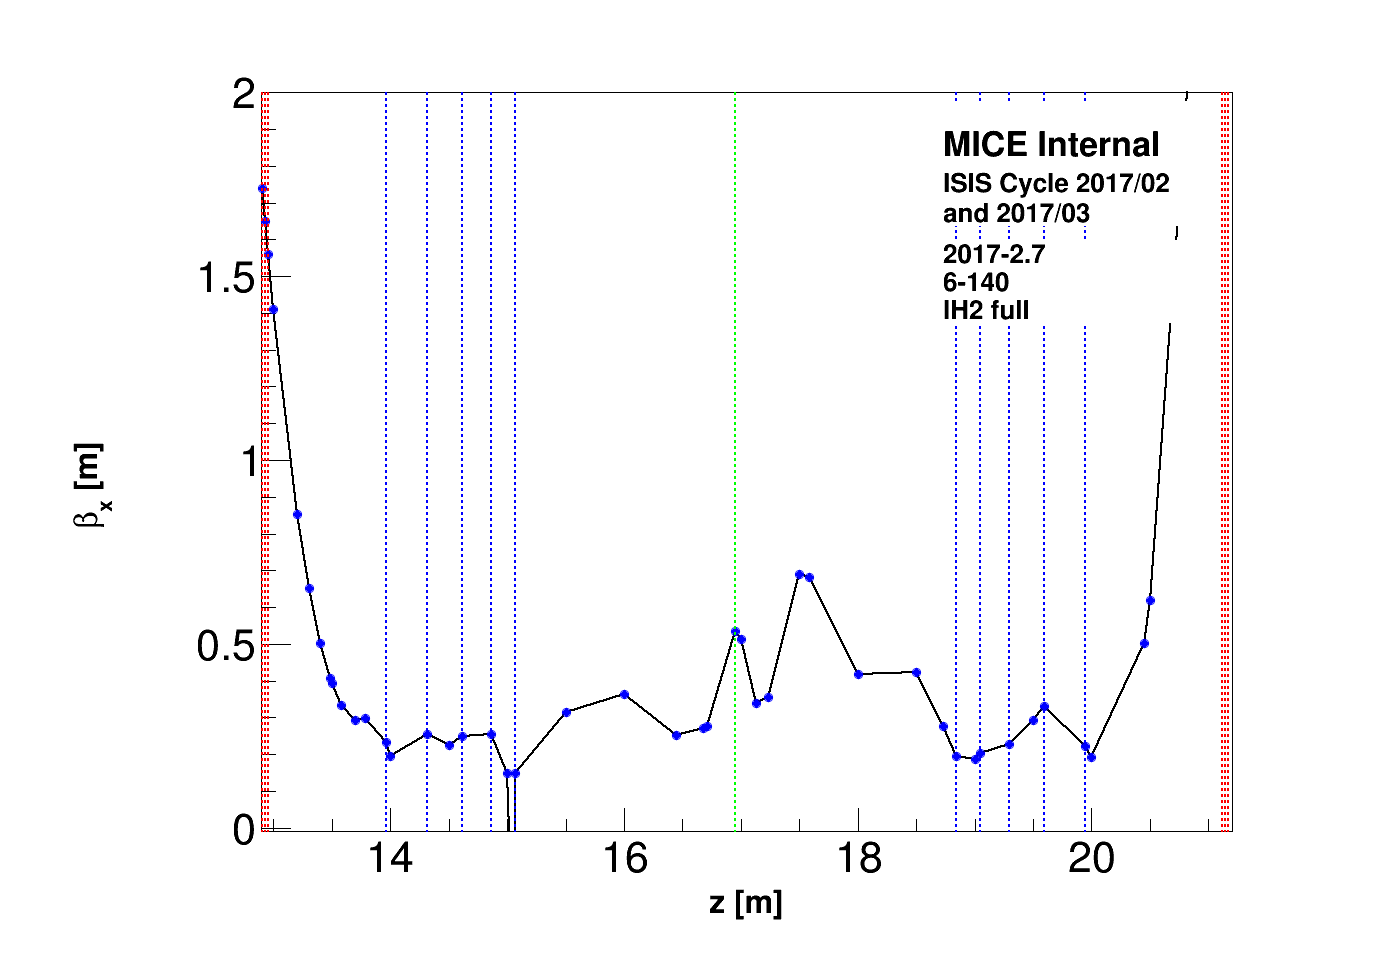 2
1.5
1
0.5
0
14 16 18 20
z [m]
βx [m]
MICE Internal
ISIS Cycle 2017/02
and 2017/03
2017-2.7
6-140
IH2 full